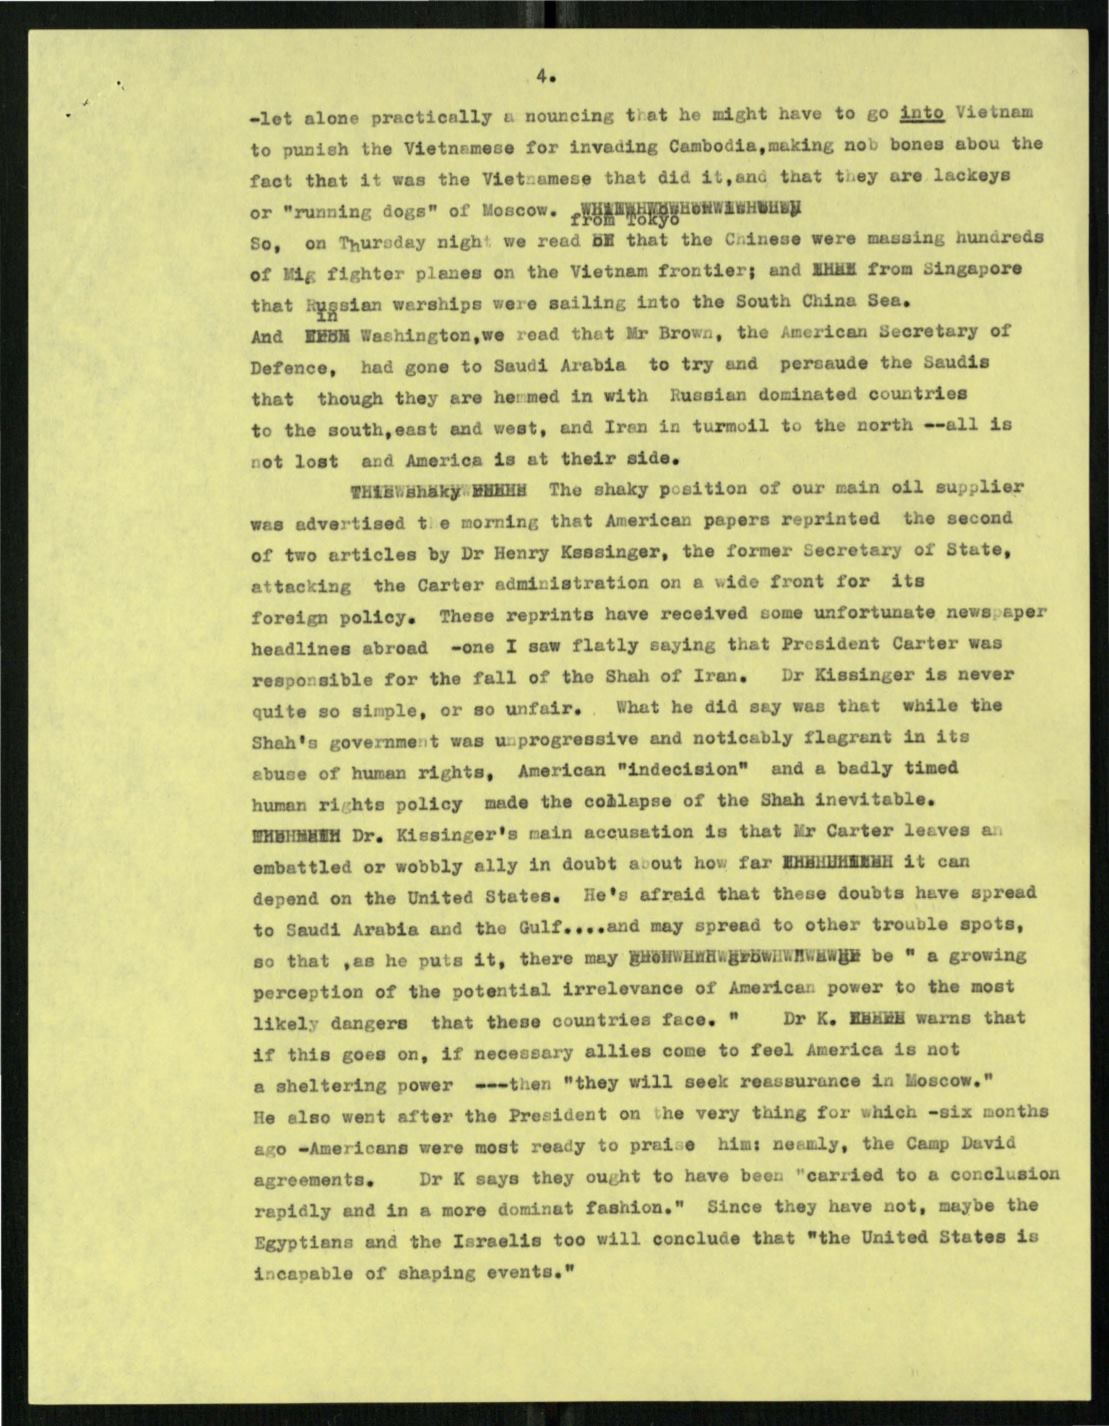 4.
-let alone practically a nouncing that he might have to go into Vietnam
to punish the Vietnamese for invading Cambodia,making nob bones abou the
fact that it was the Vietnamese that did it,and that they are lackeys
or "running dogs" of Moscow.
from Tokyo
So, on Thursday night we read that the Chinese were massing hundreds
of Mig fighter planes on the Vietnam frontier; and from Singapore
that Russian warships were sailing into the South China Sea.
in
And Washington,we read that Mr Brown, the American Secretary of
Defence, had gone to Saudi Arabia to try and persaude the Saudis
that though they are hemmed in with Russian dominated countries
to the south,east and west, and Iran in turmoil to the north --all is
not lost and America is at their side.
This shaky The shaky position of our main oil supplier
was advertised the morning that American papers reprinted the second
of two articles by Dr Henry Ksssinger, the former Secretary of State,
attacking the Carter administration on a wide front for its
foreign policy. These reprints have received some unfortunate newspaper
headlines abroad -one I saw flatly saying that President Carter was
responsible for the fall of the Shah of Iran. Dr Kissinger is never
quite so simple, or so unfair. What he did say was that while the
Shah's government was unprogressive and noticably flagrant in its
abuse of human rights, American "indecision" and a badly timed
human rights policy made the collapse of the Shah inevitable.
Dr. Kissinger's main accusation is that Mr Carter leaves an
embattled or wobbly ally in doubt about how far it can
depend on the United States. He's afraid that these doubts have spread
to Saudi Arabia and the Gulf....and may spread to other trouble spots,
so that ,as he puts it, there may be " a growing
perception of the potential irrelevance of American power to the most
likely dangers that these countries face. " Dr K. warns that
if this goes on, if necessary allies come to feel America is not
a sheltering power ---then "they will seek reassurance in Moscow."
He also went after the President on the very thing for which -six months
ago -Americans were most ready to praise him: neamly, the Camp David
agreements. Dr K says they ought to have been "carried to a conclusion
rapidly and in a more dominat fashion." Since they have not, maybe the
Egyptians and the Israelis too will conclude that "the United States is
incapable of shaping events."